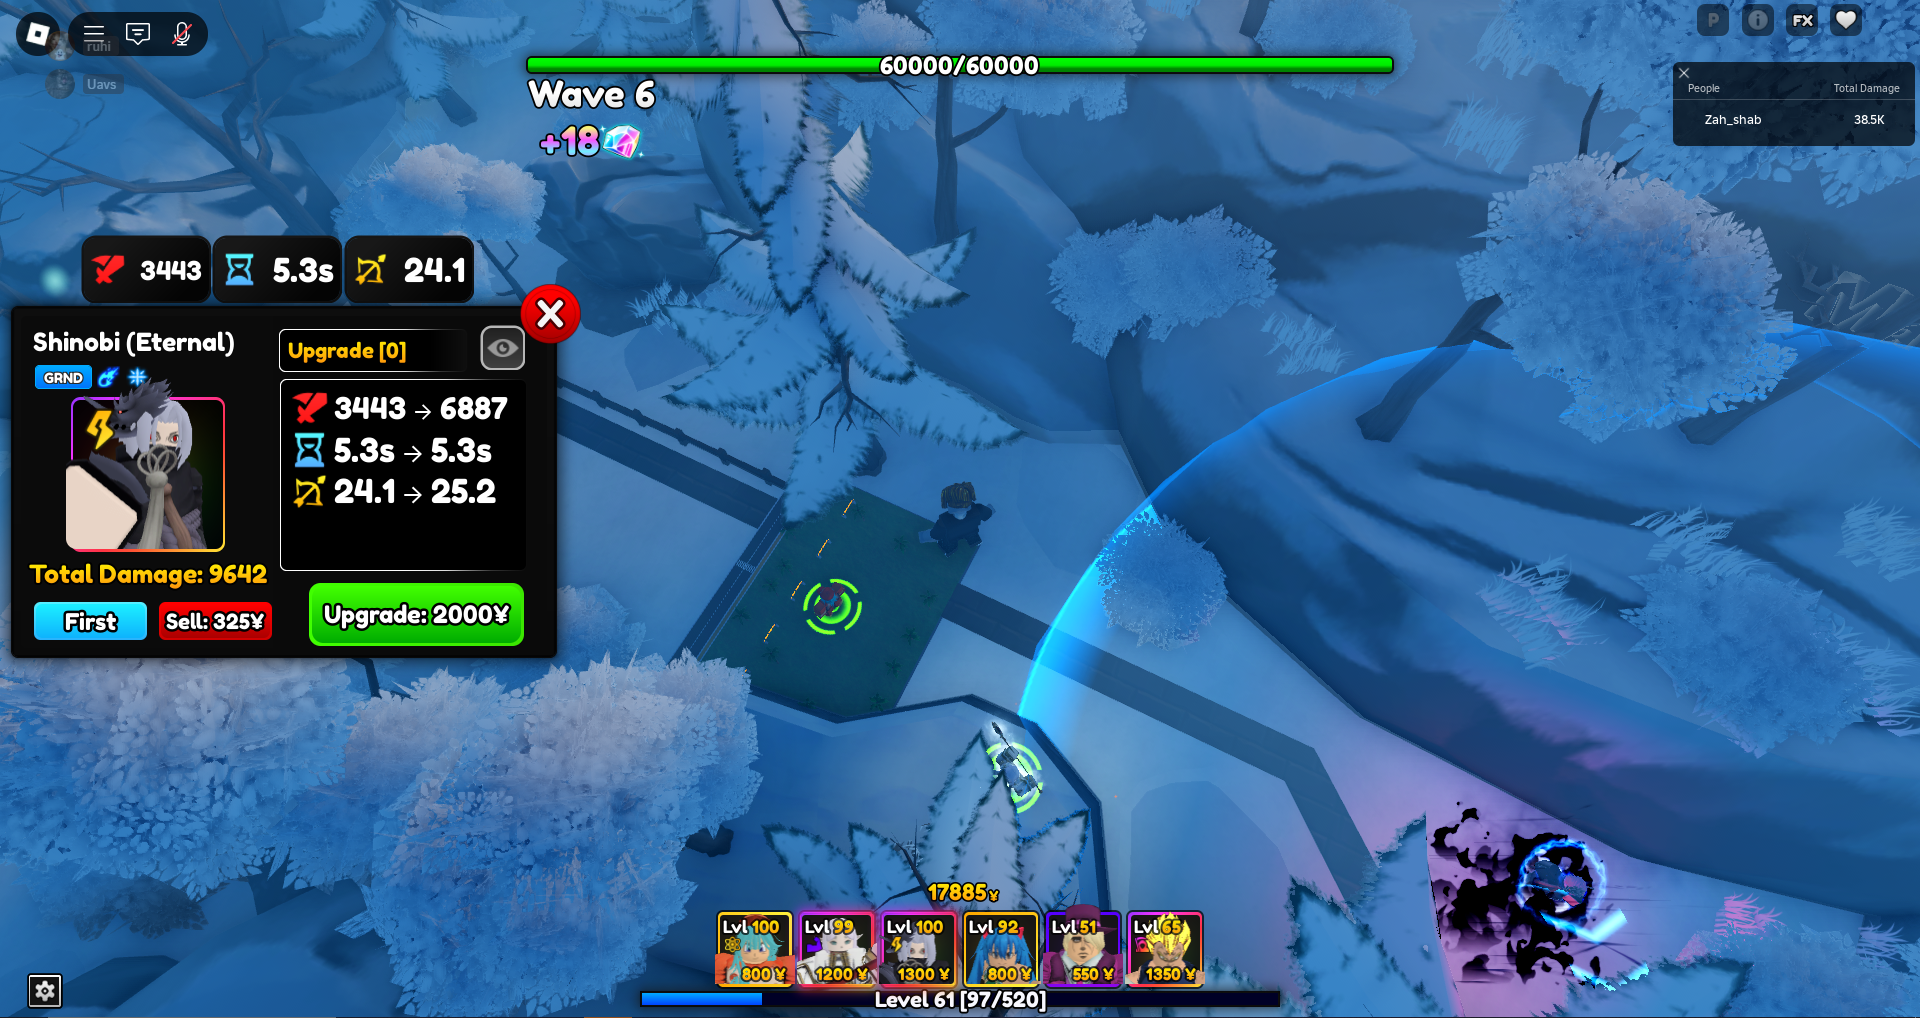 ruhi
Uavs
60000/60000
Wave 6
+18
P
FX
People Total Damage
Zah_shab 38.5K
3443 5.3s 24.1
Shinobi (Eternal)
GRND
Upgrade [0]
3443 → 6887
5.3s → 5.3s
24.1 → 25.2
Total Damage: 9642
First
Sell: 325¥
Upgrade: 2000¥
17885¥
Lvl 100
800 ¥
Lvl 99
1200 ¥
Lvl 100
1300 ¥
Lvl 92
800 ¥
Lvl 51
550 ¥
Lvl 65
1350 ¥
Level 61 [97/520]